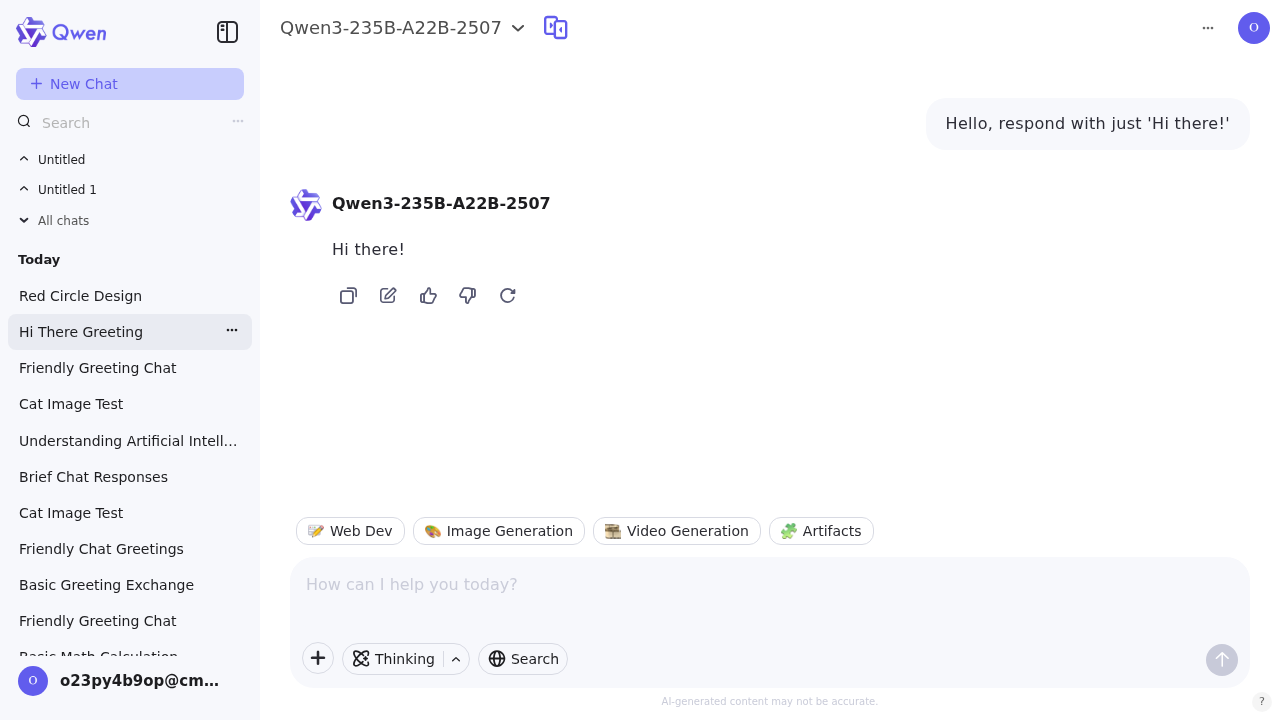 Qwen
New Chat
Search
Untitled
Untitled 1
All chats
Today
Red Circle Design
Hi There Greeting
Friendly Greeting Chat
Cat Image Test
Understanding Artificial Intell...
Brief Chat Responses
Cat Image Test
Friendly Chat Greetings
Basic Greeting Exchange
Friendly Greeting Chat
Basic Math Calculation
O o23py4b9op@cm...
Qwen3-235B-A22B-2507
O
Hello, respond with just 'Hi there!'
Qwen3-235B-A22B-2507
Hi there!
Web Dev Image Generation Video Generation Artifacts
How can I help you today?
Thinking Search
AI-generated content may not be accurate.
?